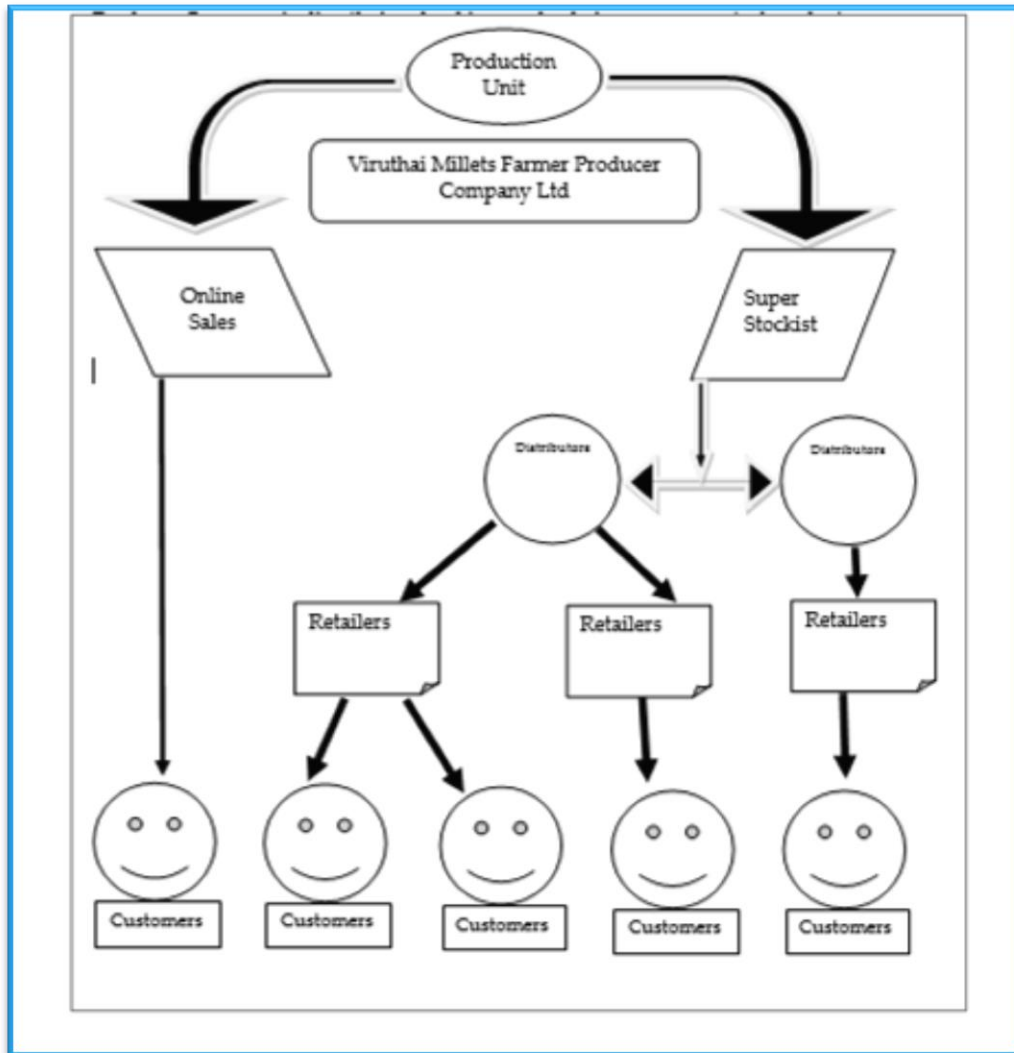 Production
Unit
Viruthai Millets Farmer Producer
Company Ltd
Online
Sales
Super
Stockist
Distributors
Distributors
Retailers
Retailers
Retailers
Customers
Customers
Customers
Customers
Customers